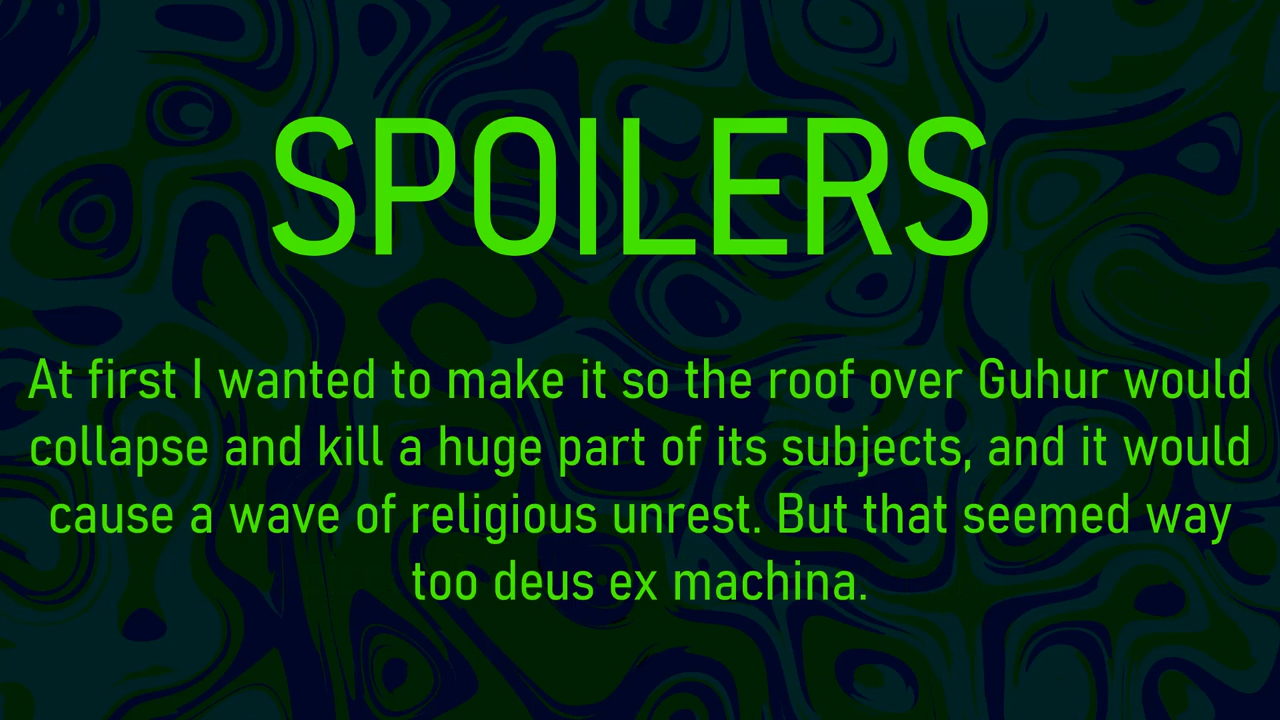 SPOILERS
At first I wanted to make it so the roof over Guhur would
collapse and kill a huge part of its subjects, and it would
cause a wave of religious unrest. But that seemed way
too deus ex machina.